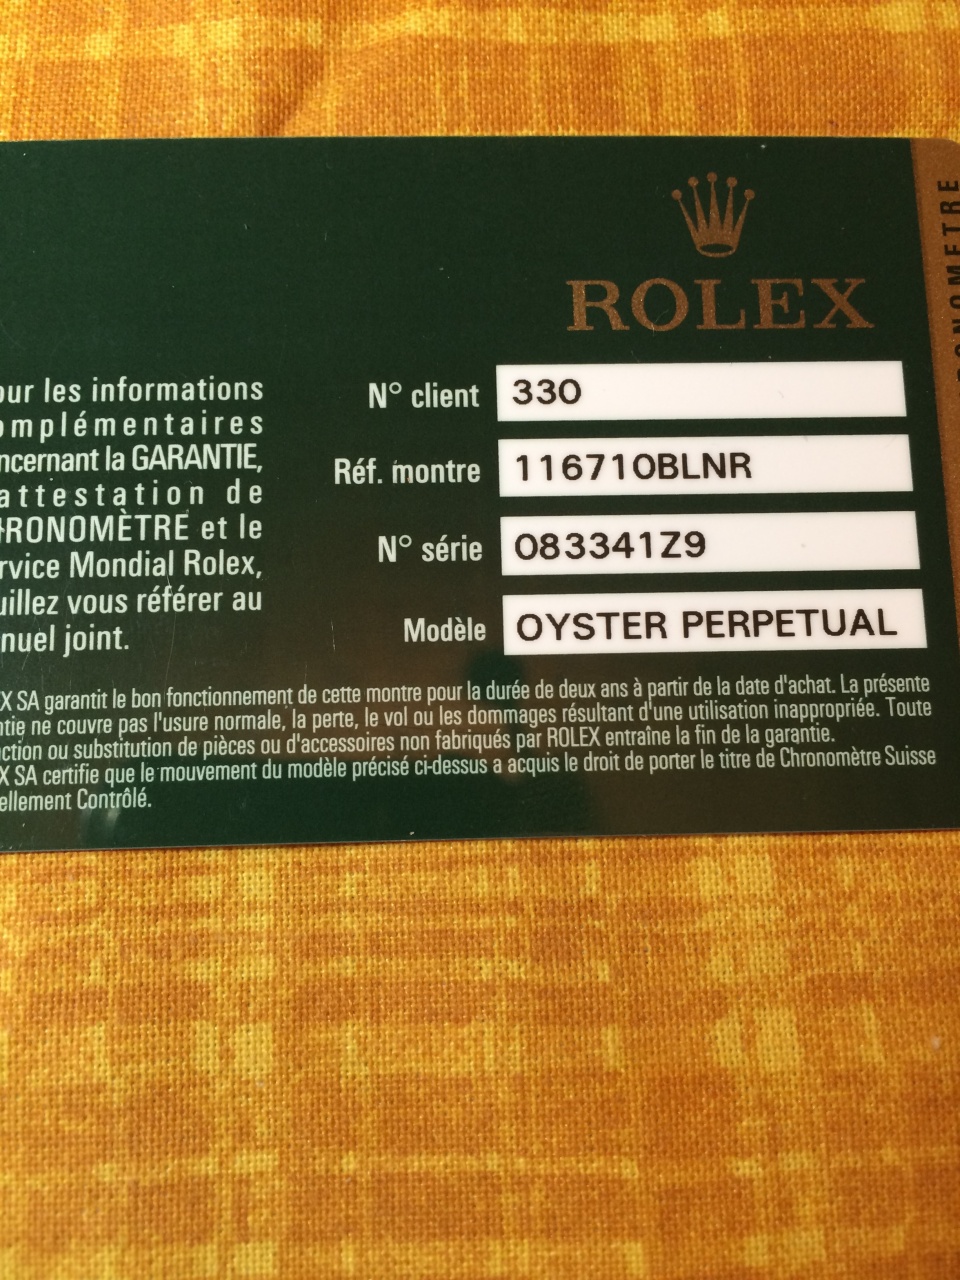 ROLEX
our les informations
omplémentaires
ncernant la GARANTIE,
attestation de
RONOMÈTRE et le
rvice Mondial Rolex,
uillez vous référer au
nuel joint.
N° client 330
Réf. montre 116710BLNR
N° série 083341Z9
Modèle OYSTER PERPETUAL
X SA garantit le bon fonctionnement de cette montre pour la durée de deux ans à partir de la date d'achat. La présente
ntie ne couvre pas l'usure normale, la perte, le vol ou les dommages résultant d'une utilisation inappropriée. Toute
ction ou substitution de pièces ou d'accessoires non fabriqués par ROLEX entraîne la fin de la garantie.
X SA certifie que le mouvement du modèle précisé ci-dessus a acquis le droit de porter le titre de Chronomètre Suisse
ellement Contrôlé.
ONOMETRE